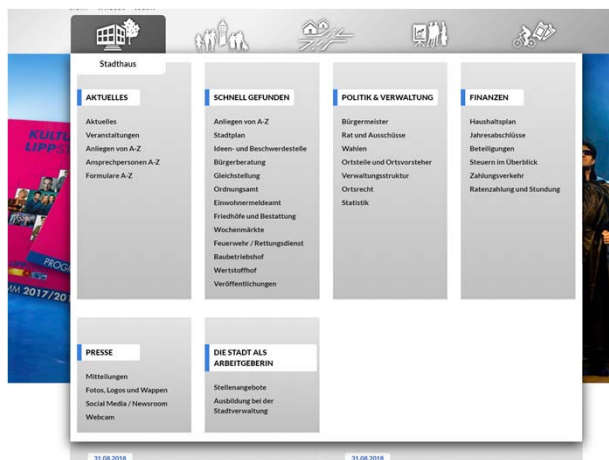 Stadthaus
AKTUELLES
Aktuelles
Veranstaltungen
Anliegen von A-Z
Ansprechpersonen A-Z
Formulare A-Z
SCHNELL GEFUNDEN
Anliegen von A-Z
Stadtplan
Ideen- und Beschwerdestelle
Bürgerberatung
Gleichstellung
Ordnungsamt
Einwohnermeldeamt
Friedhöfe und Bestattung
Wochenmärkte
Feuerwehr / Rettungsdienst
Baubetriebshof
Wertstoffhof
Veröffentlichungen
POLITIK & VERWALTUNG
Bürgermeister
Rat und Ausschüsse
Wahlen
Ortsteile und Ortsvorsteher
Verwaltungsstruktur
Ortsrecht
Statistik
FINANZEN
Haushaltsplan
Jahresabschlüsse
Beteiligungen
Steuern im Überblick
Zahlungsverkehr
Ratenzahlung und Stundung
PRESSE
Mitteilungen
Fotos, Logos und Wappen
Social Media / Newsroom
Webcam
DIE STADT ALS
ARBEITGEBERIN
Stellenangebote
Ausbildung bei der
Stadtverwaltung
KULTU
LIPPST
PROG
MM 2017/20
31.08.2018
31.08.2018